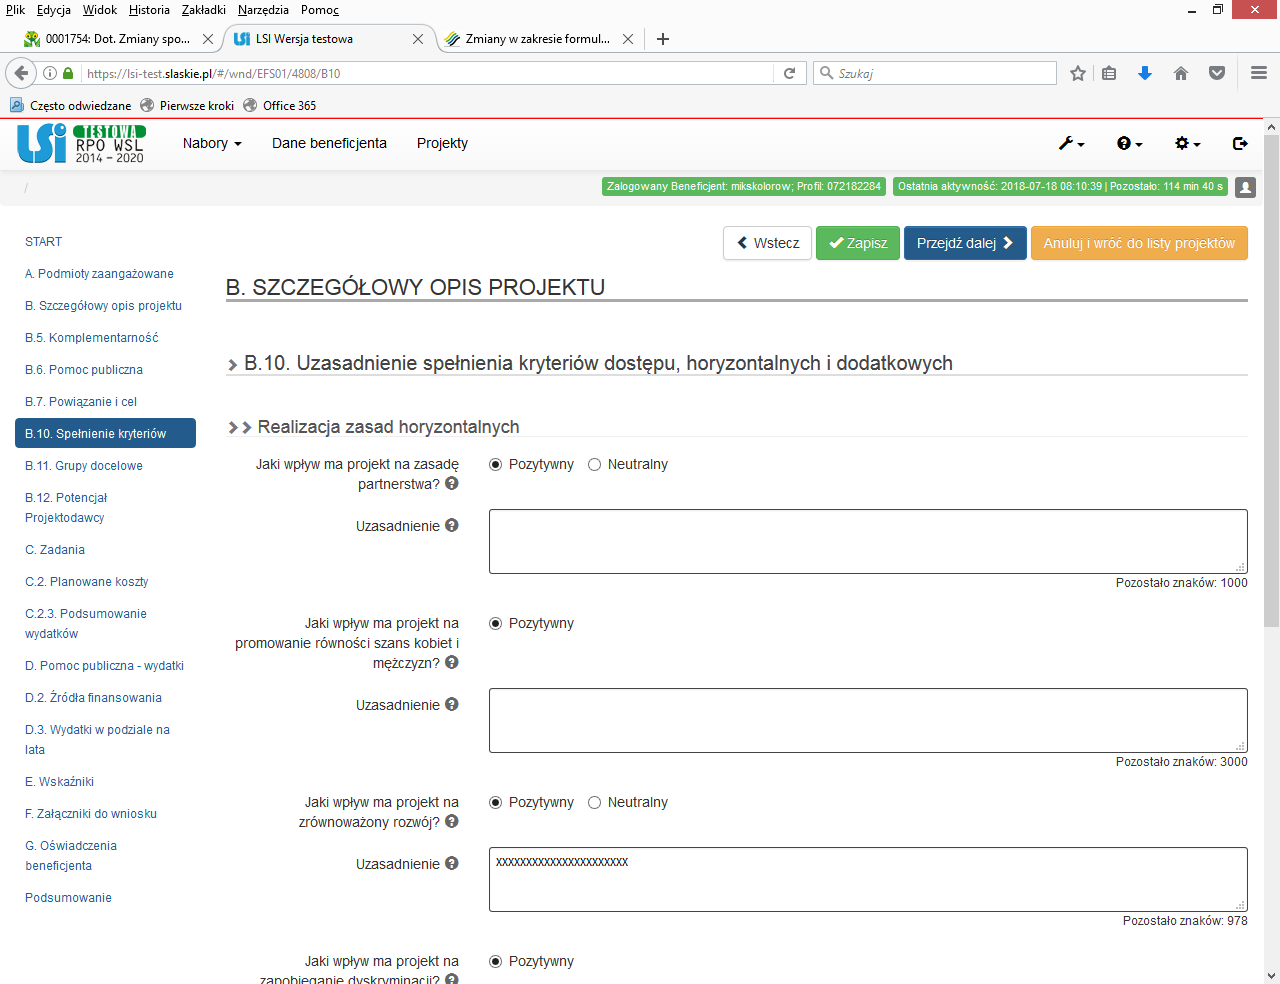 Plik Edycja Widok Historia Zakładki Narzędzia Pomoc
0001754: Dot. Zmiany spo...
LSI Wersja testowa
Zmiany w zakresie formul...
https://lsi-test.slaskie.pl/#/wnd/EFS01/4808/B10
Szukaj
Często odwiedzane Pierwsze kroki Office 365
LSI TESTOWA
RPO WSL
2014 – 2020
Nabory Dane beneficjenta Projekty
/
Zalogowany Beneficjent: mikskolorow; Profil: 072182284
Ostatnia aktywność: 2018-07-18 08:10:39 | Pozostało: 114 min 40 s
START
A. Podmioty zaangażowane
B. Szczegółowy opis projektu
B.5. Komplementarność
B.6. Pomoc publiczna
B.7. Powiązanie i cel
B.10. Spełnienie kryteriów
B.11. Grupy docelowe
B.12. Potencjał
Projektodawcy
C. Zadania
C.2. Planowane koszty
C.2.3. Podsumowanie
wydatków
D. Pomoc publiczna - wydatki
D.2. Źródła finansowania
D.3. Wydatki w podziale na
lata
E. Wskaźniki
F. Załączniki do wniosku
G. Oświadczenia
beneficjenta
Podsumowanie
Wstecz Zapisz Przejdź dalej Anuluj i wróć do listy projektów
B. SZCZEGÓŁOWY OPIS PROJEKTU
B.10. Uzasadnienie spełnienia kryteriów dostępu, horyzontalnych i dodatkowych
Realizacja zasad horyzontalnych
Jaki wpływ ma projekt na zasadę
partnerstwa?
Pozytywny Neutralny
Uzasadnienie
Pozostało znaków: 1000
Jaki wpływ ma projekt na
promowanie równości szans kobiet i
mężczyzn?
Pozytywny
Uzasadnienie
Pozostało znaków: 3000
Jaki wpływ ma projekt na
zrównoważony rozwój?
Pozytywny Neutralny
Uzasadnienie
xxxxxxxxxxxxxxxxxxxxxx
Pozostało znaków: 978
Jaki wpływ ma projekt na
zapobieganie dyskryminacji?
Pozytywny